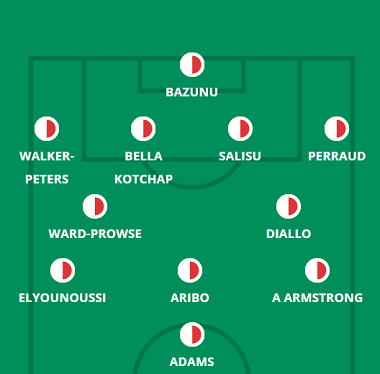 BAZUNU
WALKER- BELLA SALISU PERRAUD
PETERS KOTCHAP
WARD-PROWSE DIALLO
ELYOUNOUSSI ARIBO A ARMSTRONG
ADAMS